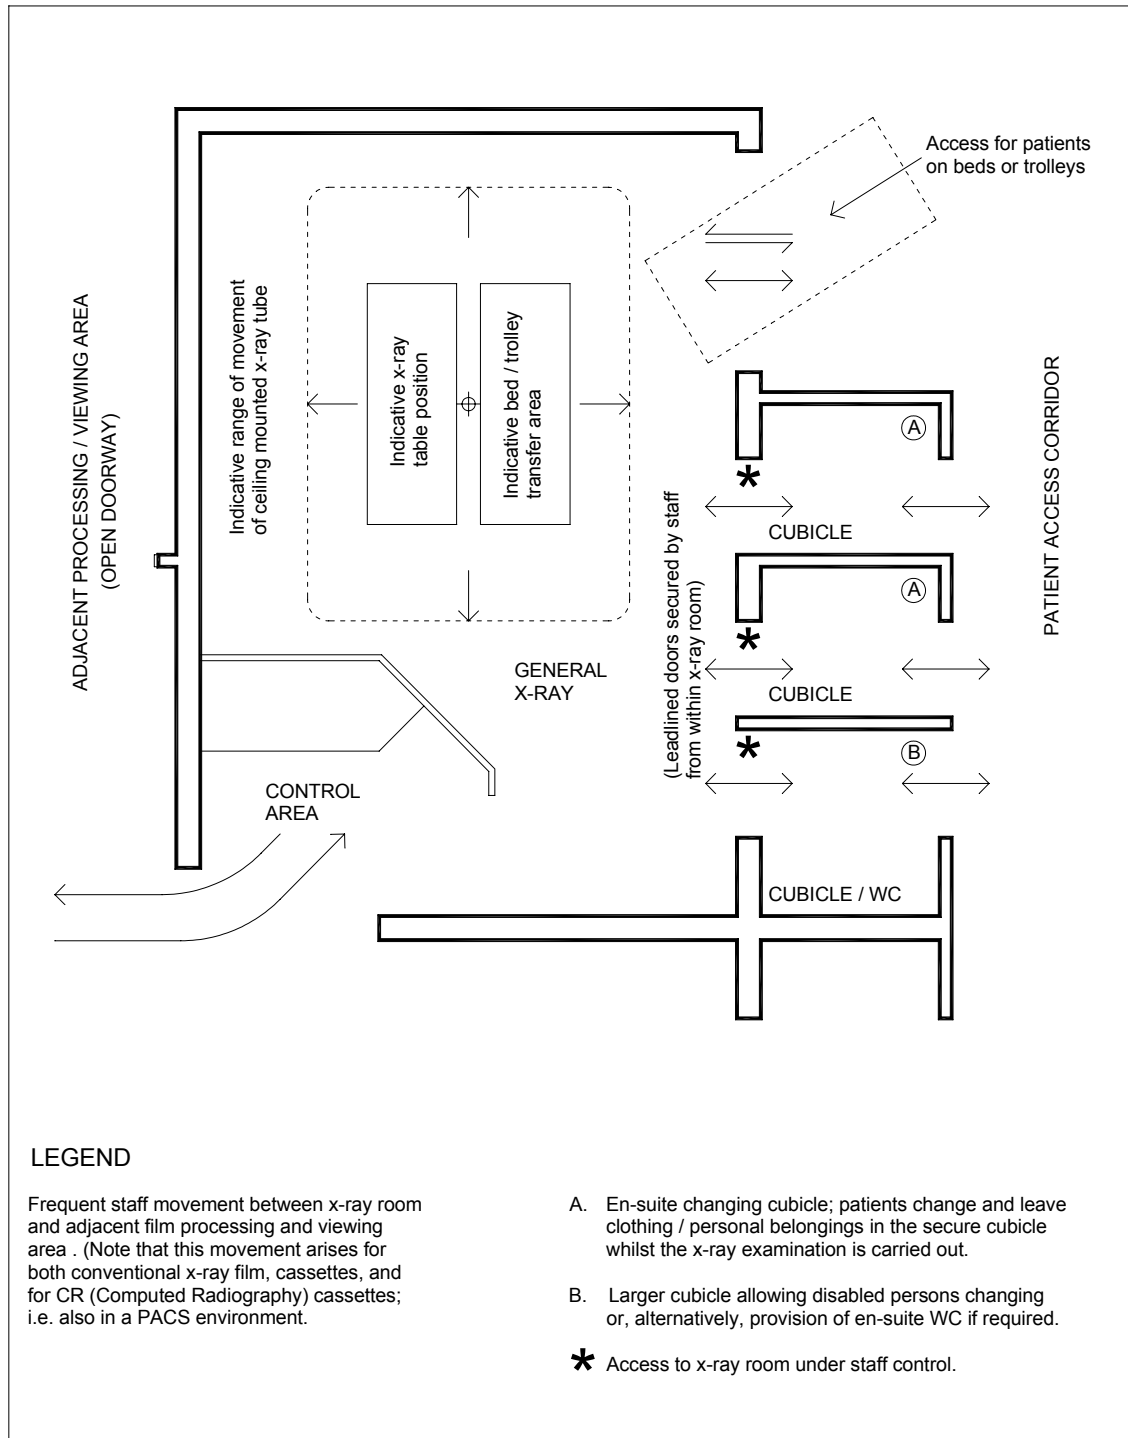 Access for patients
on beds or trolleys
ADJACENT PROCESSING / VIEWING AREA
(OPEN DOORWAY)
Indicative range of movement
of ceiling mounted x-ray tube
Indicative x-ray
table position
Indicative bed / trolley
transfer area
A
CUBICLE
A
CUBICLE
B
CUBICLE / WC
(Leadlined doors secured by staff
from within x-ray room)
PATIENT ACCESS CORRIDOR
GENERAL
X-RAY
CONTROL
AREA
LEGEND
Frequent staff movement between x-ray room
and adjacent film processing and viewing
area . (Note that this movement arises for
both conventional x-ray film, cassettes, and
for CR (Computed Radiography) cassettes;
i.e. also in a PACS environment.
A. En-suite changing cubicle; patients change and leave
clothing / personal belongings in the secure cubicle
whilst the x-ray examination is carried out.
B. Larger cubicle allowing disabled persons changing
or, alternatively, provision of en-suite WC if required.
* Access to x-ray room under staff control.